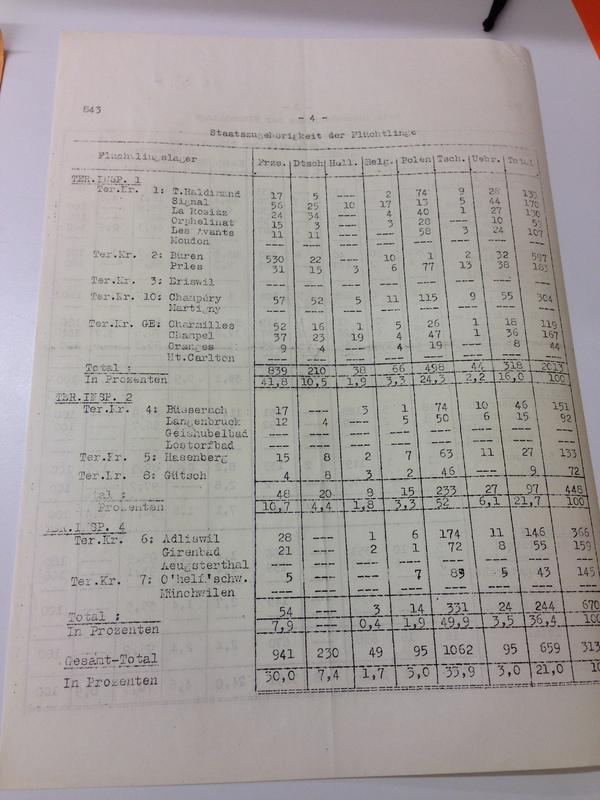 843
- 4 -
Staatszugehörigkeit der Flüchtlinge
Flüchtlingslager Frzs. Dtsch Holl. Belg. Polen Tsch. Uebr. Total
TER.INSP. 1
Ter.Kr. 1: T.Haldimand 17 5 --- 2 74 9 26
Signal 56 25 10 17 13 5 44 170
La Rosiaz 24 34 --- 4 40 1 27 130
Orphelinat 15 3 --- 3 28 --- 10
Les Avants 11 11 --- --- 58 3 24 107
Moudon --- --- --- --- --- --- --- ---
Ter.Kr. 2: Büren 530 22 --- 10 1 2 32 597
Prles 31 15 3 6 77 13 38 183
Ter.Kr. 3: Eriswil --- --- --- --- --- --- --- ---
Ter.Kr. 10: Champéry 57 52 5 11 115 9 55 304
Martigny --- --- --- --- --- --- --- ---
Ter.Kr. GE: Charmilles 52 16 1 5 26 1 18 119
Champel 37 23 19 4 47 1 36 167
Oranges 9 4 --- 4 19 --- 8 44
Mt.Carlton --- --- --- --- --- --- --- ---
Total : 839 210 38 66 498 44 318 2013
In Prozenten 41,8 10,5 1,9 3,3 24,3 2,2 16,0 100
TER.INSP. 2
Ter.Kr. 4: Büsserach 17 --- 3 1 74 10 46 151
Langenbruck 12 4 --- 5 50 6 15 92
Geishubelbad --- --- --- --- --- --- --- ---
Lostorfbad --- --- --- --- --- --- --- ---
Ter.Kr. 5: Hasenberg 15 8 2 7 63 11 27 133
Ter.Kr. 8: Gütsch 4 8 3 2 46 --- 9 72
tal : 48 20 8 15 233 27 97 448
Prozenten 10,7 4,4 1,8 3,3 52 6,1 21,7 100
TER.INSP. 4
Ter.Kr. 6: Adliswil 28 --- 1 6 174 11 146 366
Girenbad 21 --- 2 1 72 8 55 159
Aeugsterthal --- --- --- --- --- --- --- ---
Ter.Kr. 7: O'helf.'schw. 5 --- 7 85 5 43 145
Münchwilen --- --- --- --- --- --- --- ---
Total : 54 --- 3 14 331 24 244 670
In Prozenten 7,9 --- 0,4 1,9 49,9 3,5 36,4 100
Gesamt-Total 941 230 49 95 1062 95 659 313
In Prozenten 30,0 7,4 1,7 3,0 33,9 3,0 21,0 10